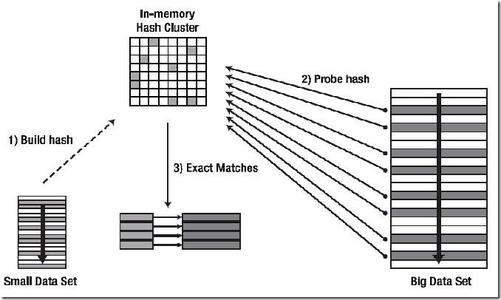 In-memory
Hash Cluster
2) Probe hash
1) Build hash
3) Exact Matches
Small Data Set
Big Data Set